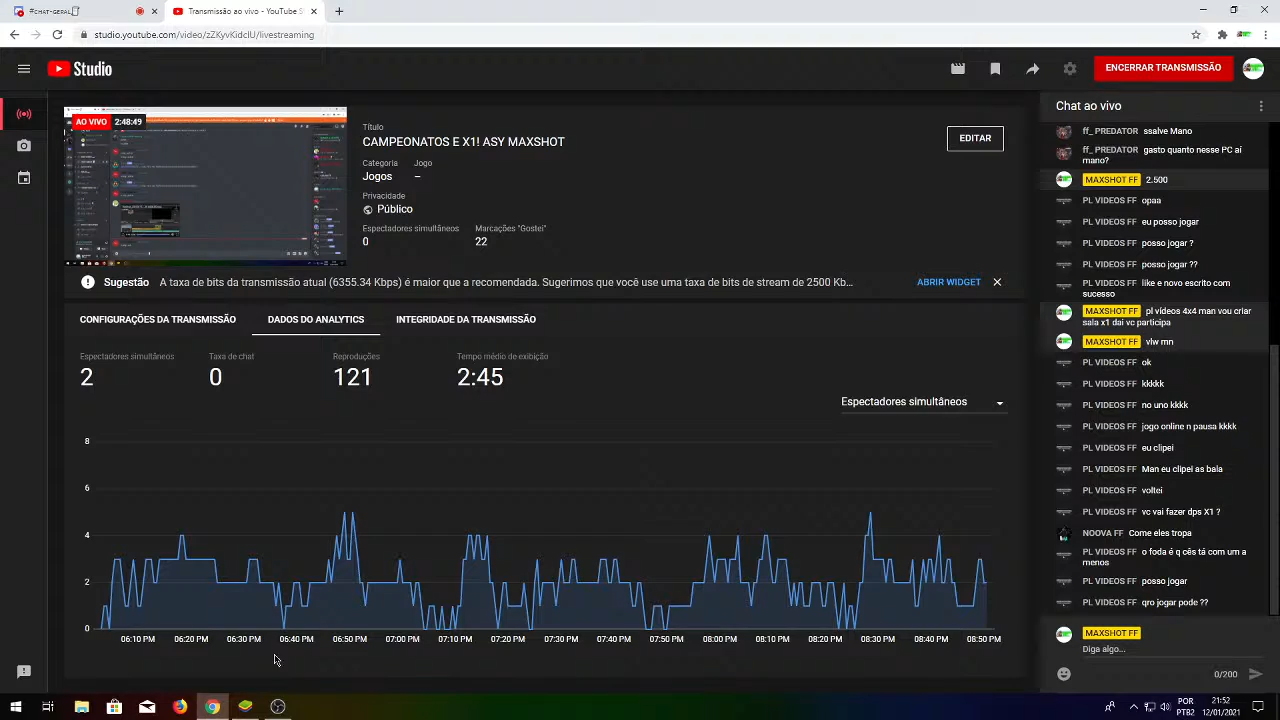 #CHAT-GERAL
Transmissão ao vivo - YouTube S
studio.youtube.com/video/zZKyvKidcIU/livestreaming
Studio
ENCERRAR TRANSMISSÃO
AO VIVO 2:48:49
Título
CAMPEONATOS E X1! ASY MAXSHOT
EDITAR
Categoria Jogo
Jogos –
Privacidade
Público
Espectadores simultâneos Marcações "Gostei"
0 22
Sugestão A taxa de bits da transmissão atual (6355.34 Kbps) é maior que a recomendada. Sugerimos que você use uma taxa de bits de stream de 2500 Kb... ABRIR WIDGET
CONFIGURAÇÕES DA TRANSMISSÃO DADOS DO ANALYTICS INTEGRIDADE DA TRANSMISSÃO
Espectadores simultâneos Taxa de chat Reproduções Tempo médio de exibição
2 0 121 2:45
Espectadores simultâneos
8
6
4
2
0
06:10 PM 06:20 PM 06:30 PM 06:40 PM 06:50 PM 07:00 PM 07:10 PM 07:20 PM 07:30 PM 07:40 PM 07:50 PM 08:00 PM 08:10 PM 08:20 PM 08:30 PM 08:40 PM 08:50 PM
Chat ao vivo
ff_PREDATOR ssalve mano
ff_PREDATOR gasto quanto nesse PC aí
mano?
MAXSHOT FF 2.500
PL VIDEOS FF opaa
PL VIDEOS FF eu posso jogar
PL VIDEOS FF posso jogar ?
PL VIDEOS FF posso jogar ??
PL VIDEOS FF like e novo escrito com
sucesso
MAXSHOT FF pl vídeos 4x4 man vou criar
sala x1 dai vc participa
MAXSHOT FF vlw mn
PL VIDEOS FF ok
PL VIDEOS FF kkkkk
PL VIDEOS FF no uno kkkk
PL VIDEOS FF jogo online n pausa kkkk
PL VIDEOS FF eu clipei
PL VIDEOS FF Man eu clipei as bala
PL VIDEOS FF voltei
PL VIDEOS FF vc vai fazer dps X1 ?
NOOVA FF Come eles tropa
PL VIDEOS FF o foda é q cês tá com um a
menos
PL VIDEOS FF posso jogar
PL VIDEOS FF qro jogar pode ??
MAXSHOT FF
Diga algo...
0/200
POR 21:52
PTB2 12/01/2021